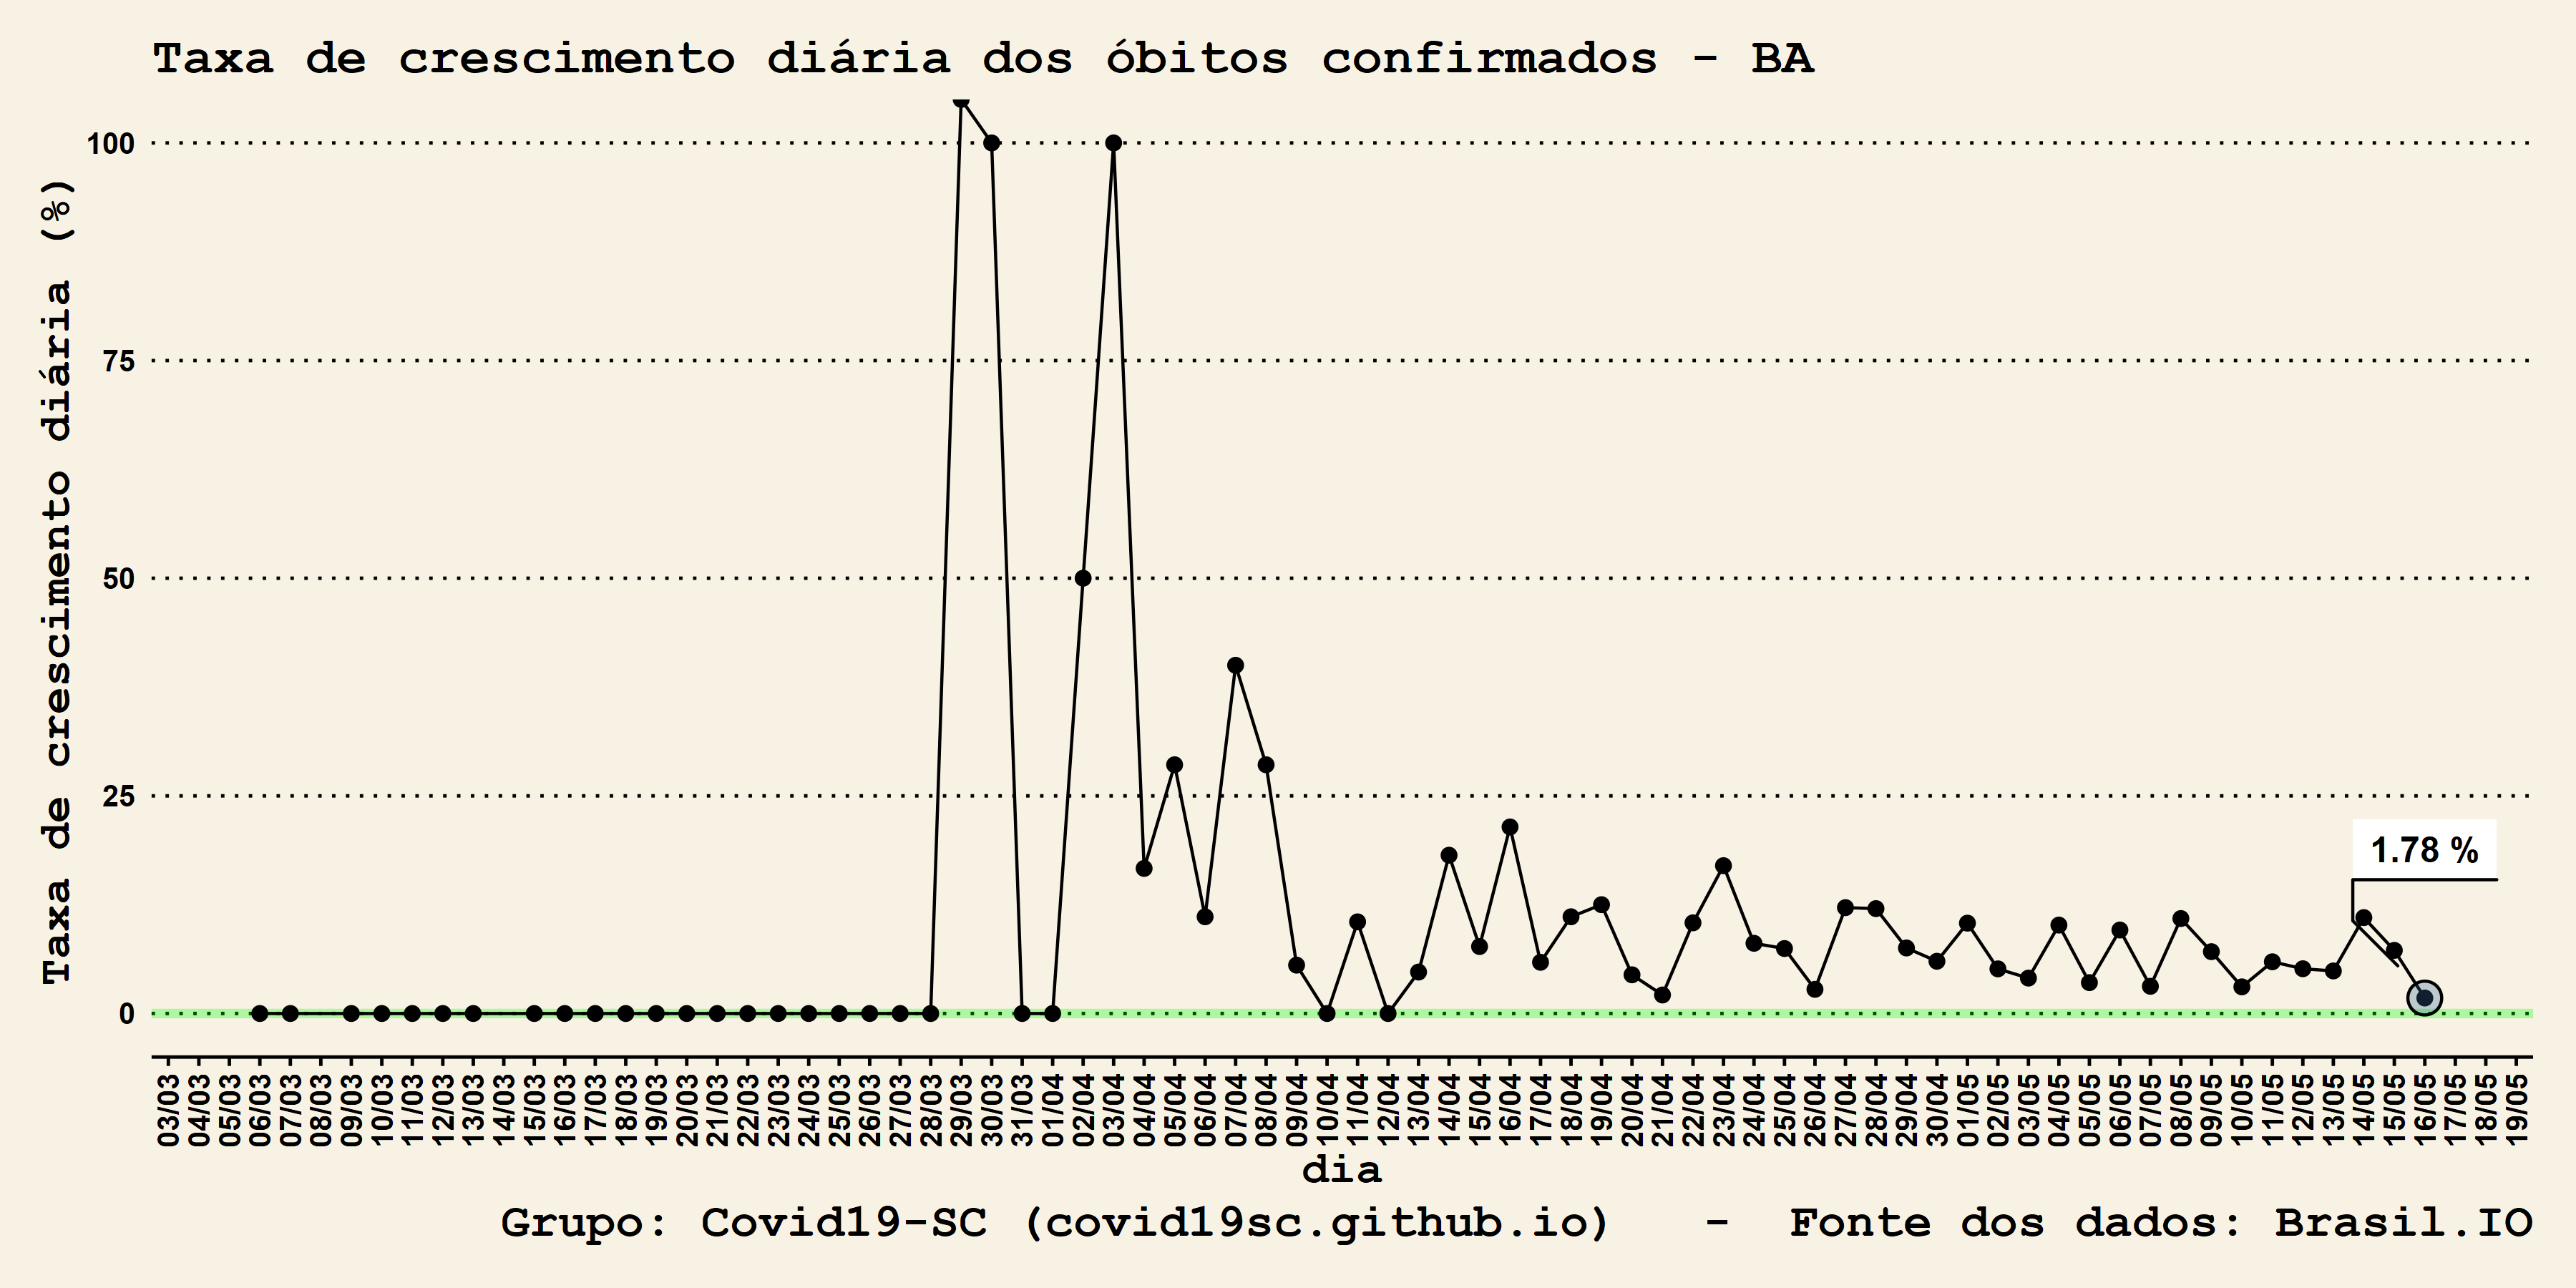 Taxa de crescimento diária dos óbitos confirmados - BA
Taxa de crescimento diária (%)
100
75
50
25
0
1.78 %
03/03 04/03 05/03 06/03 07/03 08/03 09/03 10/03 11/03 12/03 13/03 14/03 15/03 16/03 17/03 18/03 19/03 20/03 21/03 22/03 23/03 24/03 25/03 26/03 27/03 28/03 29/03 30/03 31/03 01/04 02/04 03/04 04/04 05/04 06/04 07/04 08/04 09/04 10/04 11/04 12/04 13/04 14/04 15/04 16/04 17/04 18/04 19/04 20/04 21/04 22/04 23/04 24/04 25/04 26/04 27/04 28/04 29/04 30/04 01/05 02/05 03/05 04/05 05/05 06/05 07/05 08/05 09/05 10/05 11/05 12/05 13/05 14/05 15/05 16/05 17/05 18/05 19/05
dia
Grupo: Covid19-SC (covid19sc.github.io) - Fonte dos dados: Brasil.IO